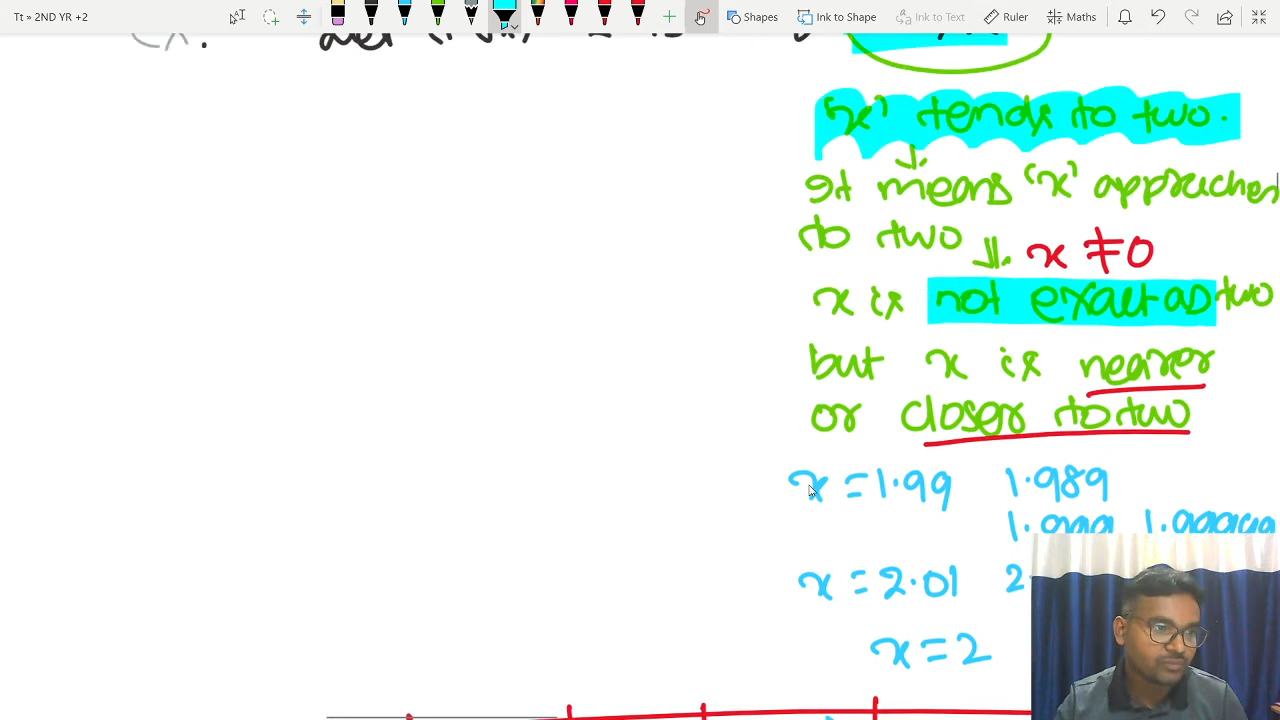 T: > 2ND YR +2
Shapes
Ink to Shape
Ink to Text
Ruler
Maths
'x' tends to two.
It means 'x' approaches
to two x ≠ 0
x is not exact as two
but x is nearer
or closer to two
x = 1.99 1.989
1.999 1.99999
x = 2.01 2.
x = 2